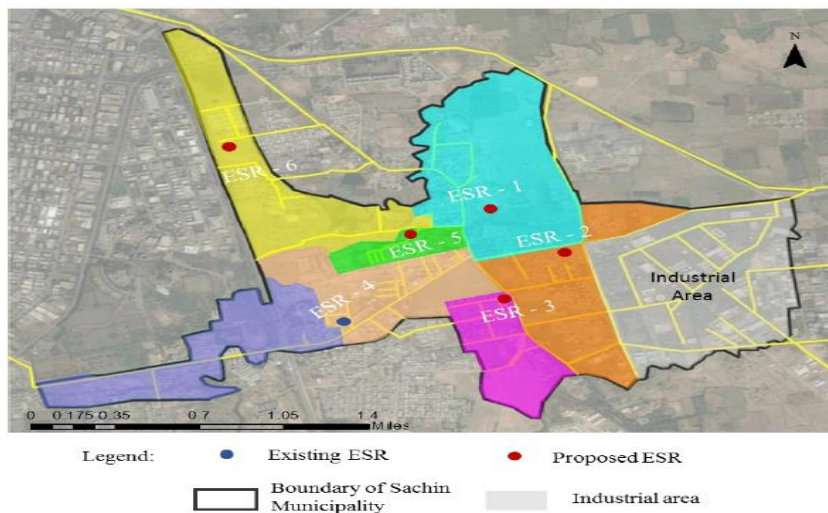 N
ESR - 6
ESR - 1
ESR - 2
ESR - 5
Industrial
Area
ESR - 4
ESR - 3
0 0.175 0.35 0.7 1.05 1.4
Miles
Legend: Existing ESR Proposed ESR
Boundary of Sachin
Municipality
Industrial area